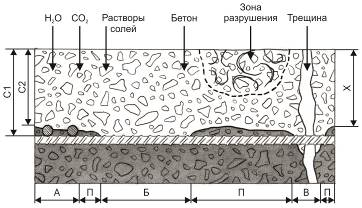 H₂O CO₂ Растворы солей Бетон Зона разрушения Трещина
C1
C2
X
А П Б П В П